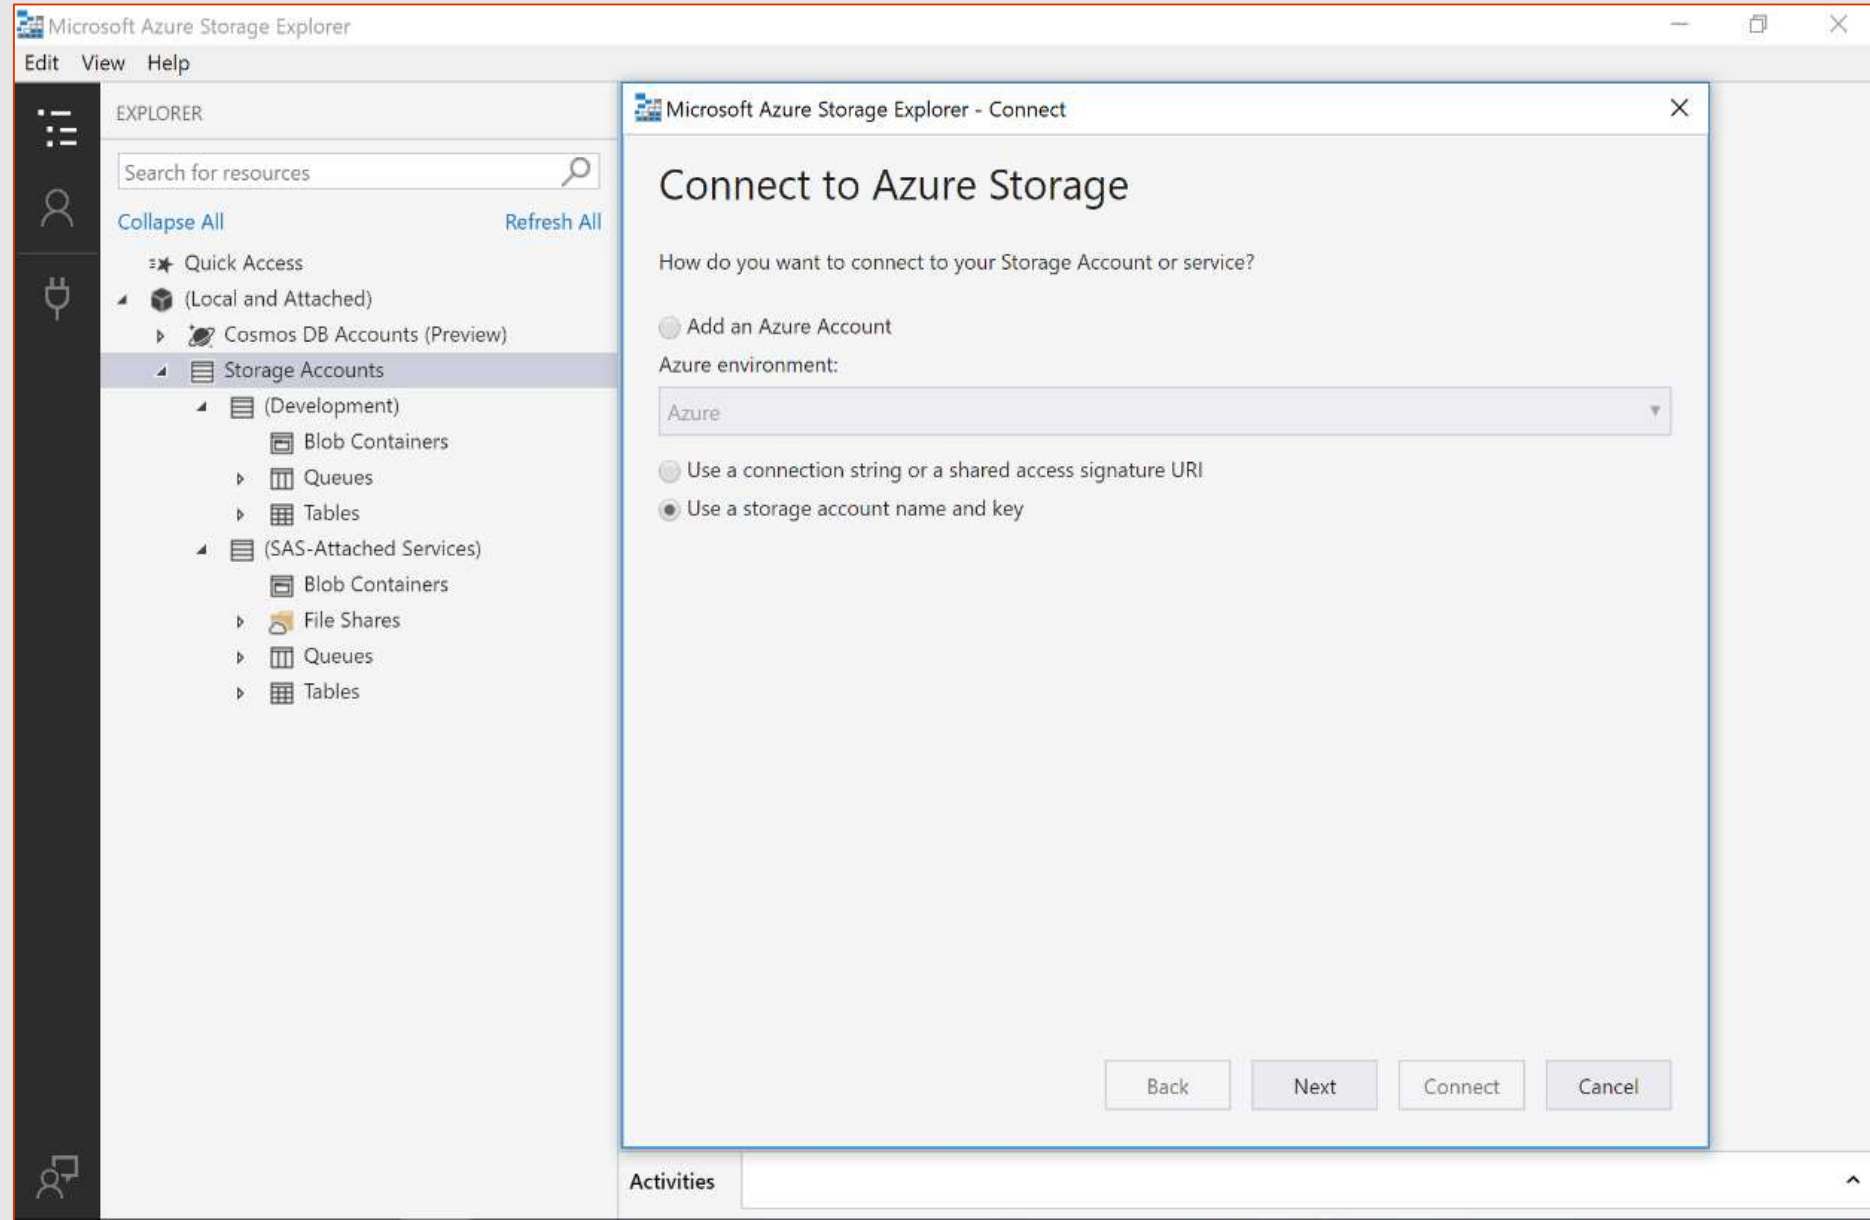 Microsoft Azure Storage Explorer
Edit View Help
EXPLORER
Search for resources
Collapse All Refresh All
Quick Access
(Local and Attached)
Cosmos DB Accounts (Preview)
Storage Accounts
(Development)
Blob Containers
Queues
Tables
(SAS-Attached Services)
Blob Containers
File Shares
Queues
Tables
Microsoft Azure Storage Explorer - Connect
Connect to Azure Storage
How do you want to connect to your Storage Account or service?
Add an Azure Account
Azure environment:
Azure
Use a connection string or a shared access signature URI
Use a storage account name and key
Back Next Connect Cancel
Activities